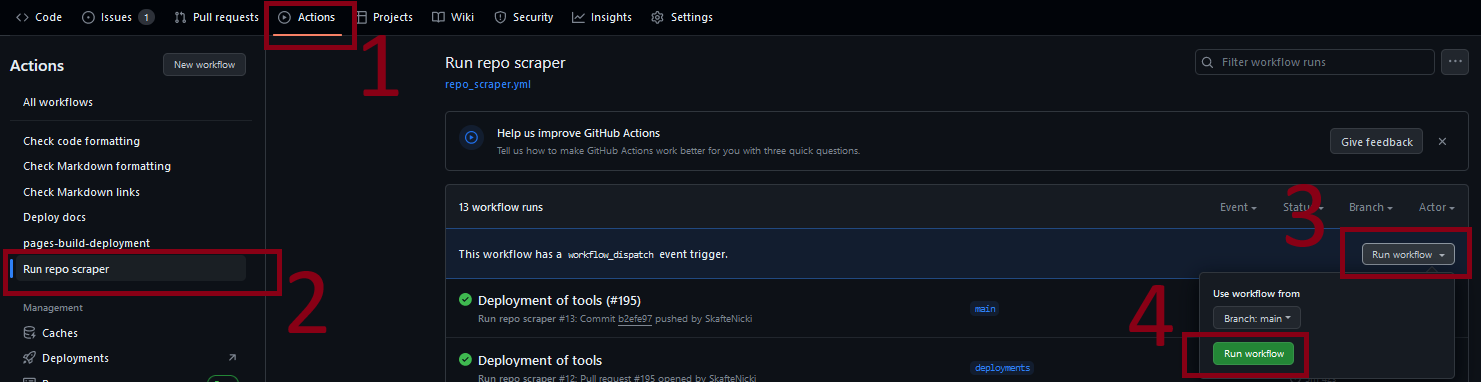 Code Issues 1 Pull requests Actions Projects Wiki Security Insights Settings
1
Actions New workflow
All workflows
Check code formatting
Check Markdown formatting
Check Markdown links
Deploy docs
pages-build-deployment
Run repo scraper
2
Management
Caches
Deployments
Run repo scraper
repo_scraper.yml
Filter workflow runs
Help us improve GitHub Actions
Tell us how to make GitHub Actions work better for you with three quick questions.
Give feedback
13 workflow runs
Event Status Branch Actor
3
This workflow has a workflow_dispatch event trigger.
Run workflow
Use workflow from
Branch: main
4
Run workflow
Deployment of tools (#195)
Run repo scraper #13: Commit b2efe97 pushed by SkafteNicki
main
Deployment of tools
Run repo scraper #12: Pull request #195 opened by SkafteNicki
deployments